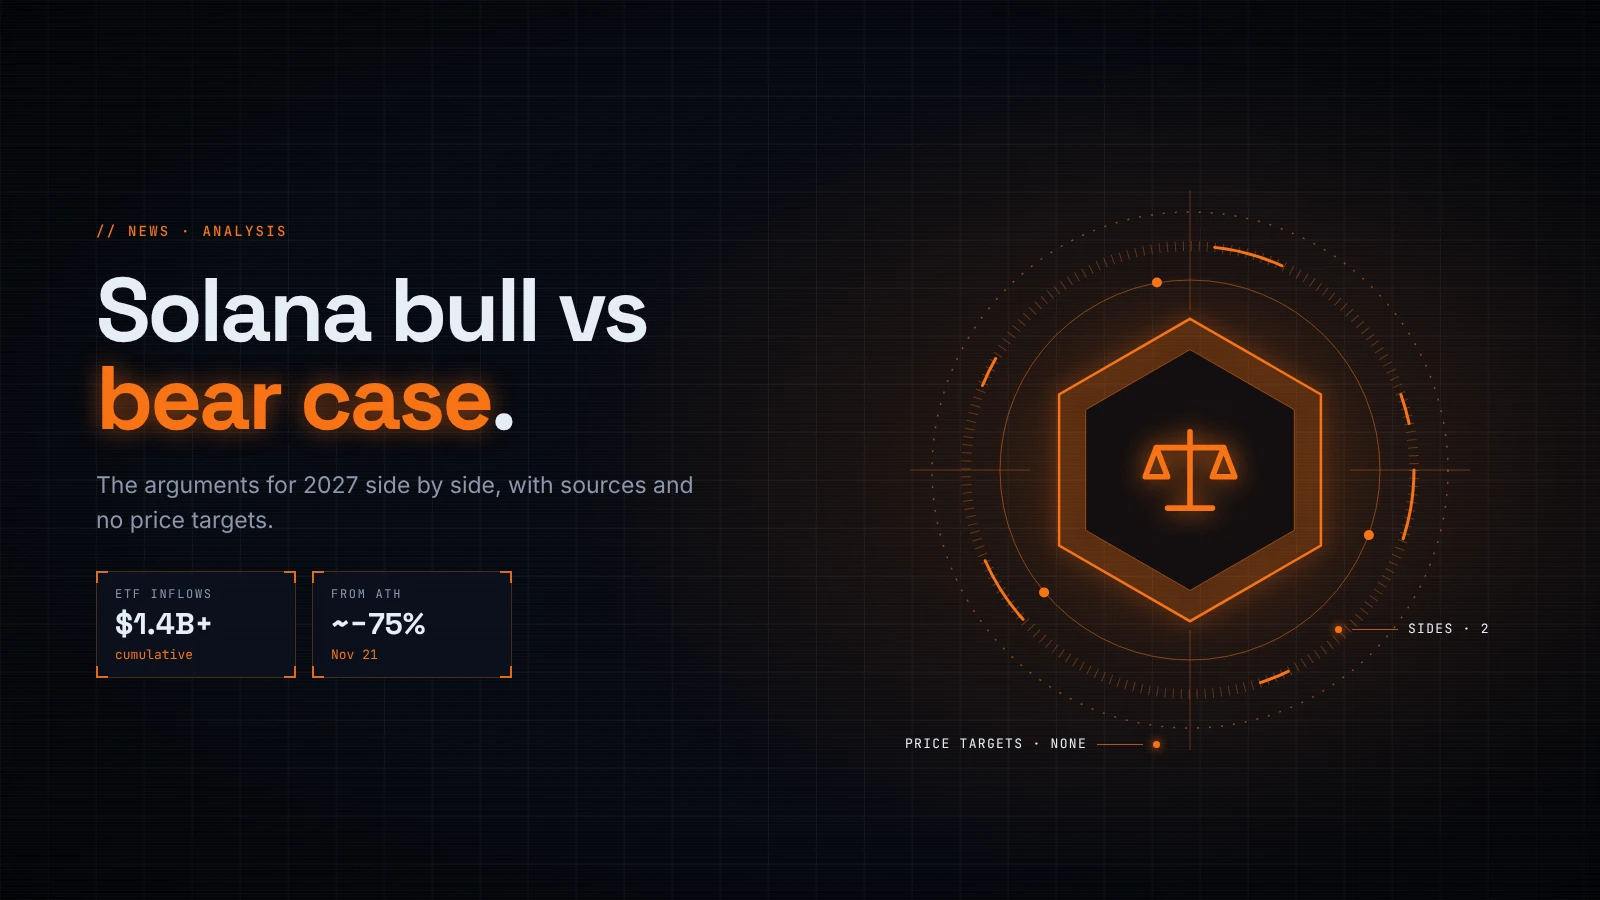 // NEWS · ANALYSIS
Solana bull vs
bear case.
The arguments for 2027 side by side, with sources and
no price targets.
ETF INFLOWS
$1.4B+
cumulative
FROM ATH
~-75%
Nov 21
SIDES · 2
PRICE TARGETS · NONE